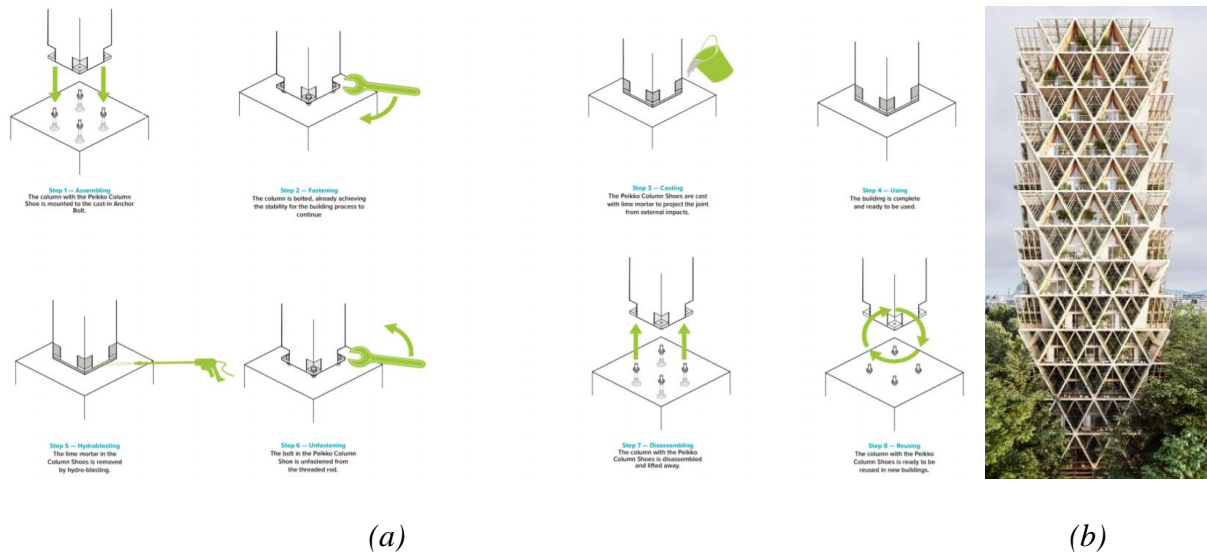 Step 1 — Assembling
The column with the Peikko Column
Shoe is mounted to the cast-in Anchor
Bolt.
Step 2 — Fastening
The column is bolted, already achieving
the stability for the building process to
continue
Step 3 — Casting
The Peikko Column Shoes are cast
with lime mortar to project the joint
from external impacts.
Step 4 — Using
The building is complete
and ready to be used.
Step 5 — Hydroblasting
The lime mortar in the
Column Shoes is removed
by hydro-blasting.
Step 6 — Unfastening
The bolt in the Peikko Column
Shoe is unfastened from
the threaded rod.
Step 7 — Disassembling
The column with the Peikko
Column Shoes is disassembled
and lifted away.
Step 8 — Reusing
The column with the Peikko
Column Shoes is ready to be
reused in new buildings.
(a)
(b)